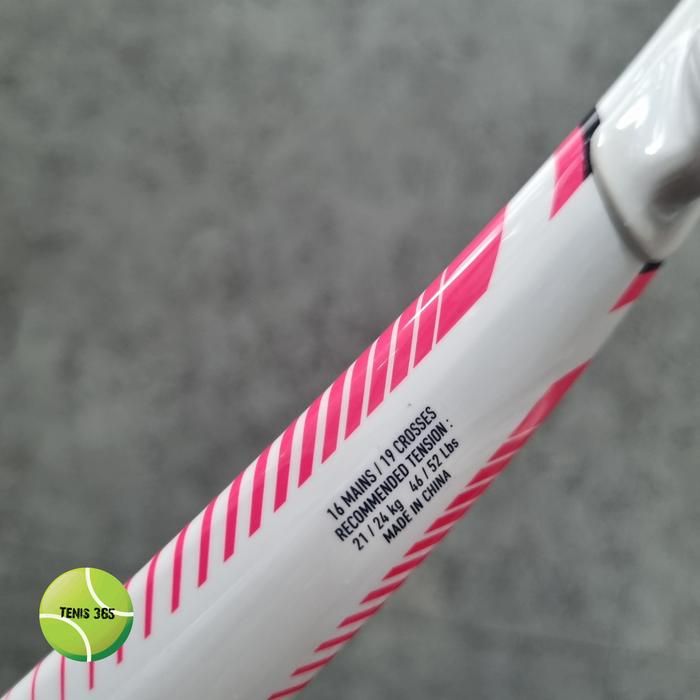 16 MAINS / 19 CROSSES
RECOMMENDED TENSION :
21 / 24 kg 46 / 52 Lbs
MADE IN CHINA
TENIS 365